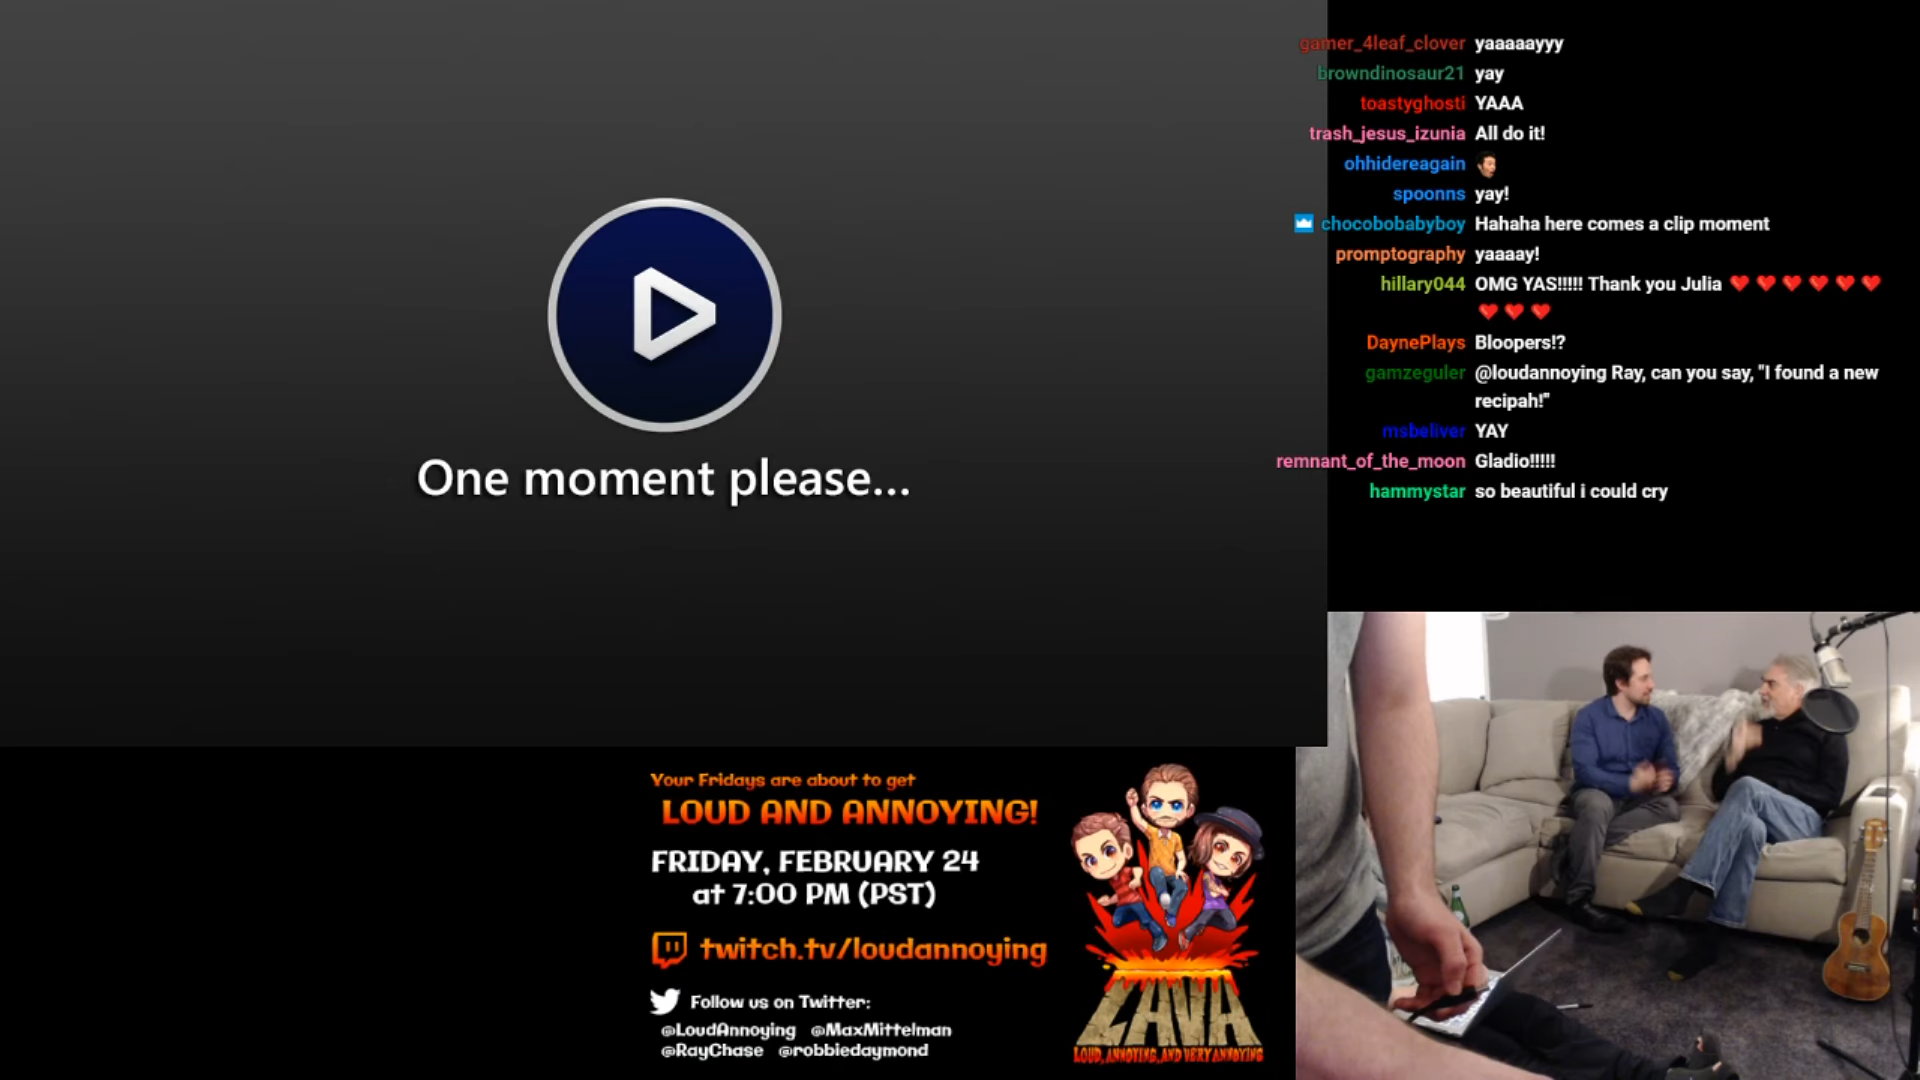 One moment please...
gamer_4leaf_clover yaaaaayyy
browndinosaur21 yay
toastyghosti YAAA
trash_jesus_izunia All do it!
ohhidereagain
spoonns yay!
chocobobabyboy Hahaha here comes a clip moment
promptography yaaaay!
hillary044 OMG YAS!!!!! Thank you Julia ❤❤❤❤❤❤
❤❤❤
DaynePlays Bloopers!?
gamzeguler @loudannoying Ray, can you say, "I found a new
recipah!"
msbeliver YAY
remnant_of_the_moon Gladio!!!!!
hammystar so beautiful i could cry
Your Fridays are about to get
LOUD AND ANNOYING!
FRIDAY, FEBRUARY 24
at 7:00 PM (PST)
twitch.tv/loudannoying
Follow us on Twitter:
@LoudAnnoying @MaxMittelman
@RayChase @robbiedaymond
LAVA
LOUD, ANNOYING, AND VERY ANNOYING